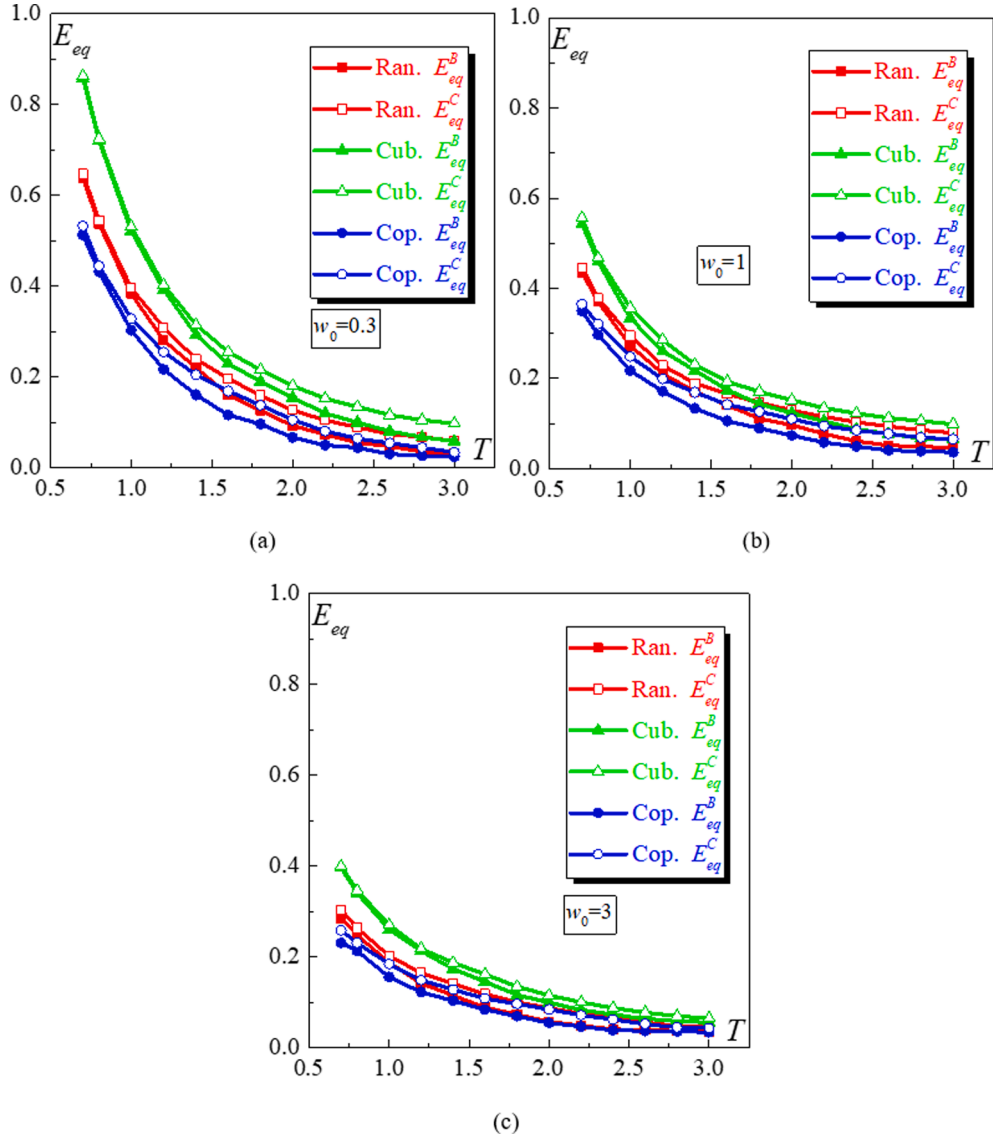 1.0
0.8
0.6
0.4
0.2
0.0
E_eq
Ran. E_eq^B
Ran. E_eq^C
Cub. E_eq^B
Cub. E_eq^C
Cop. E_eq^B
Cop. E_eq^C
w_0=0.3
T
0.5 1.0 1.5 2.0 2.5 3.0
(a)
1.0
0.8
0.6
0.4
0.2
0.0
E_eq
Ran. E_eq^B
Ran. E_eq^C
Cub. E_eq^B
Cub. E_eq^C
Cop. E_eq^B
Cop. E_eq^C
w_0=1
T
0.5 1.0 1.5 2.0 2.5 3.0
(b)
1.0
0.8
0.6
0.4
0.2
0.0
E_eq
Ran. E_eq^B
Ran. E_eq^C
Cub. E_eq^B
Cub. E_eq^C
Cop. E_eq^B
Cop. E_eq^C
w_0=3
T
0.5 1.0 1.5 2.0 2.5 3.0
(c)